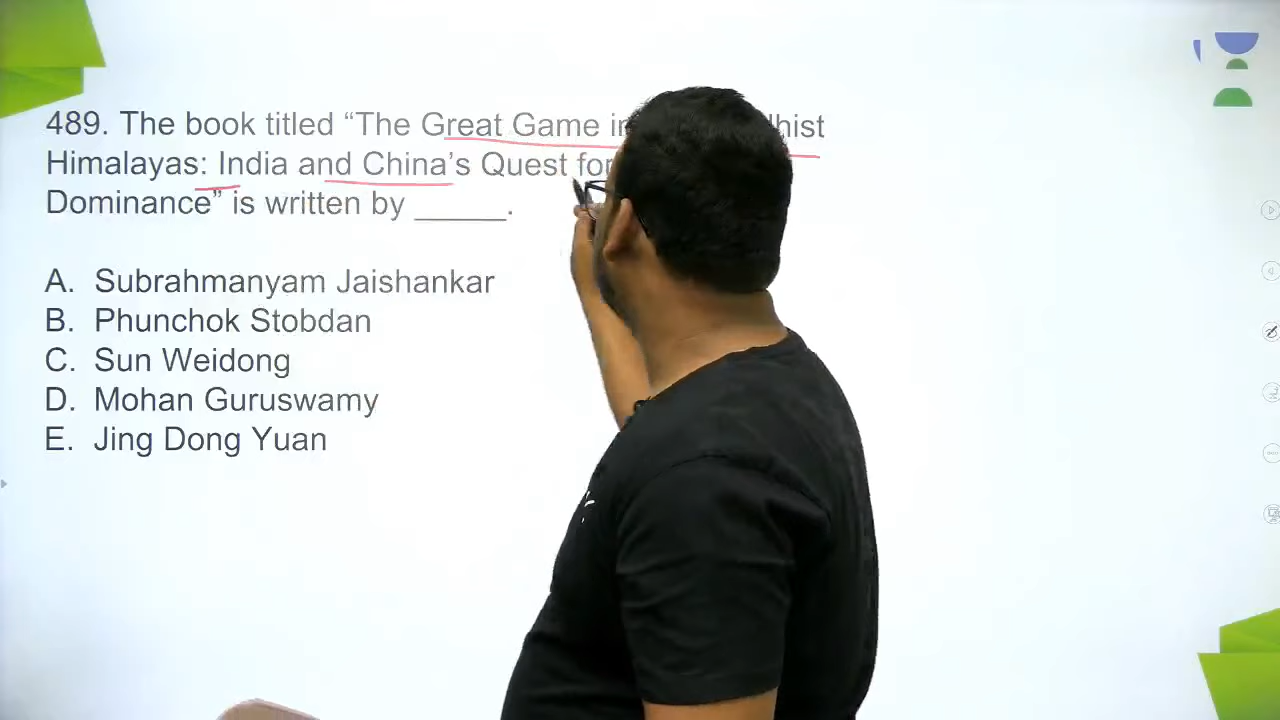 489. The book titled “The Great Game in
Himalayas: India and China’s Quest for
Dominance” is written by ______.
A. Subrahmanyam Jaishankar
B. Phunchok Stobdan
C. Sun Weidong
D. Mohan Guruswamy
E. Jing Dong Yuan